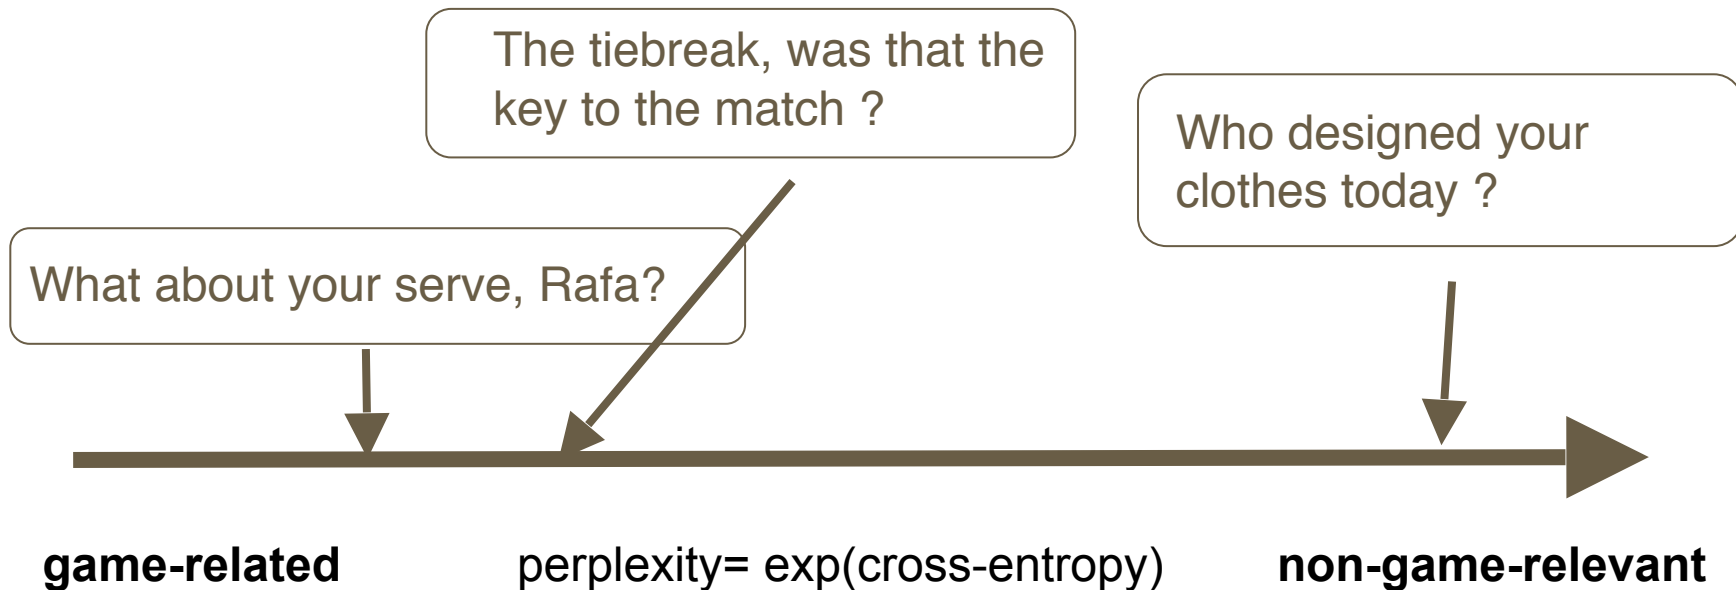 The tiebreak, was that the
key to the match ?
Who designed your
clothes today ?
What about your serve, Rafa?
game-related
perplexity= exp(cross-entropy)
non-game-relevant